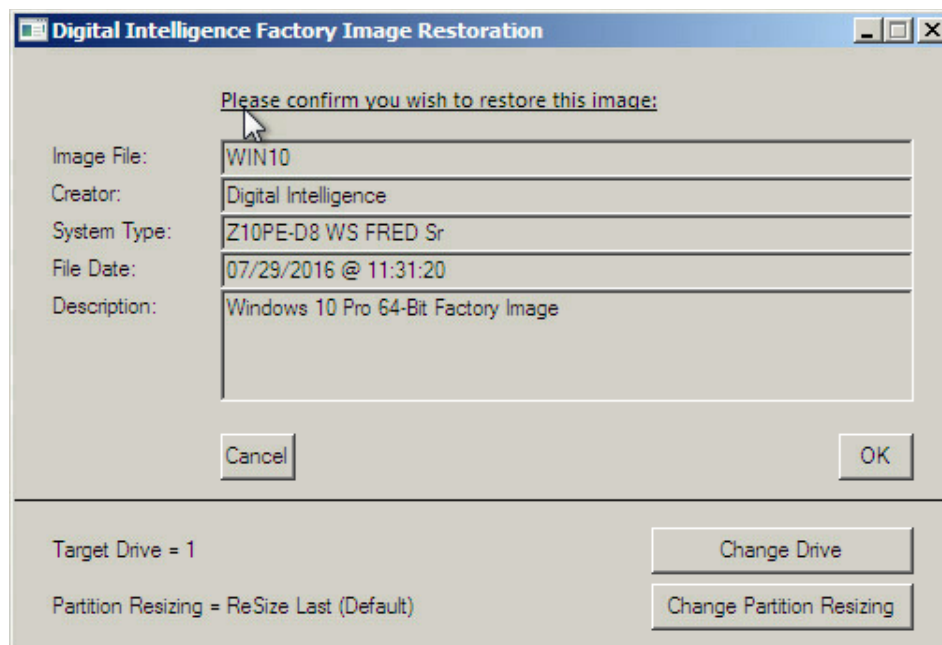 Digital Intelligence Factory Image Restoration
Please confirm you wish to restore this image:
Image File: WIN10
Creator: Digital Intelligence
System Type: Z10PE-D8 WS FRED Sr
File Date: 07/29/2016 @ 11:31:20
Description: Windows 10 Pro 64-Bit Factory Image
Cancel OK
Target Drive = 1 Change Drive
Partition Resizing = ReSize Last (Default) Change Partition Resizing